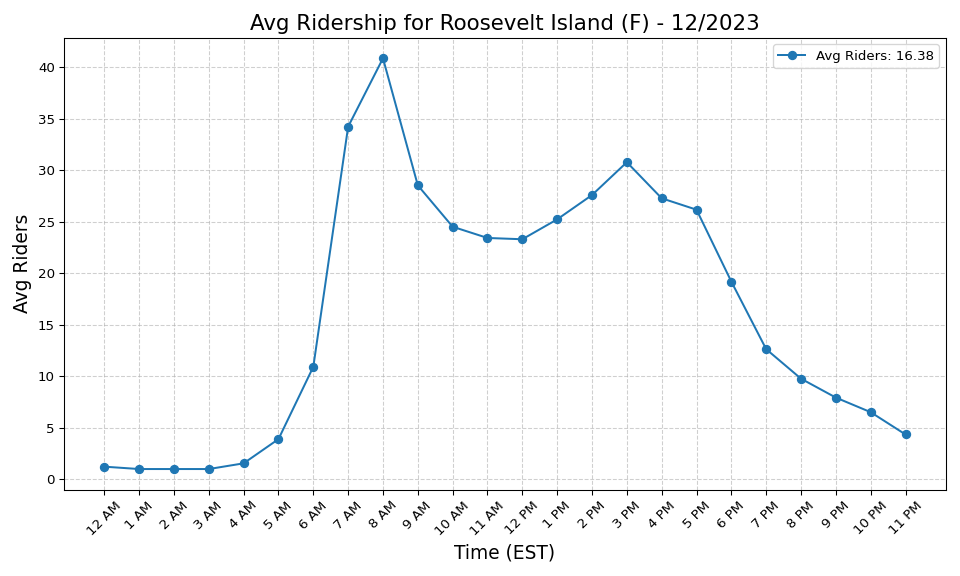 Avg Ridership for Roosevelt Island (F) - 12/2023
Avg Riders: 16.38
Avg Riders
40
35
30
25
20
15
10
5
0
12 AM
1 AM
2 AM
3 AM
4 AM
5 AM
6 AM
7 AM
8 AM
9 AM
10 AM
11 AM
12 PM
1 PM
2 PM
3 PM
4 PM
5 PM
6 PM
7 PM
8 PM
9 PM
10 PM
11 PM
Time (EST)